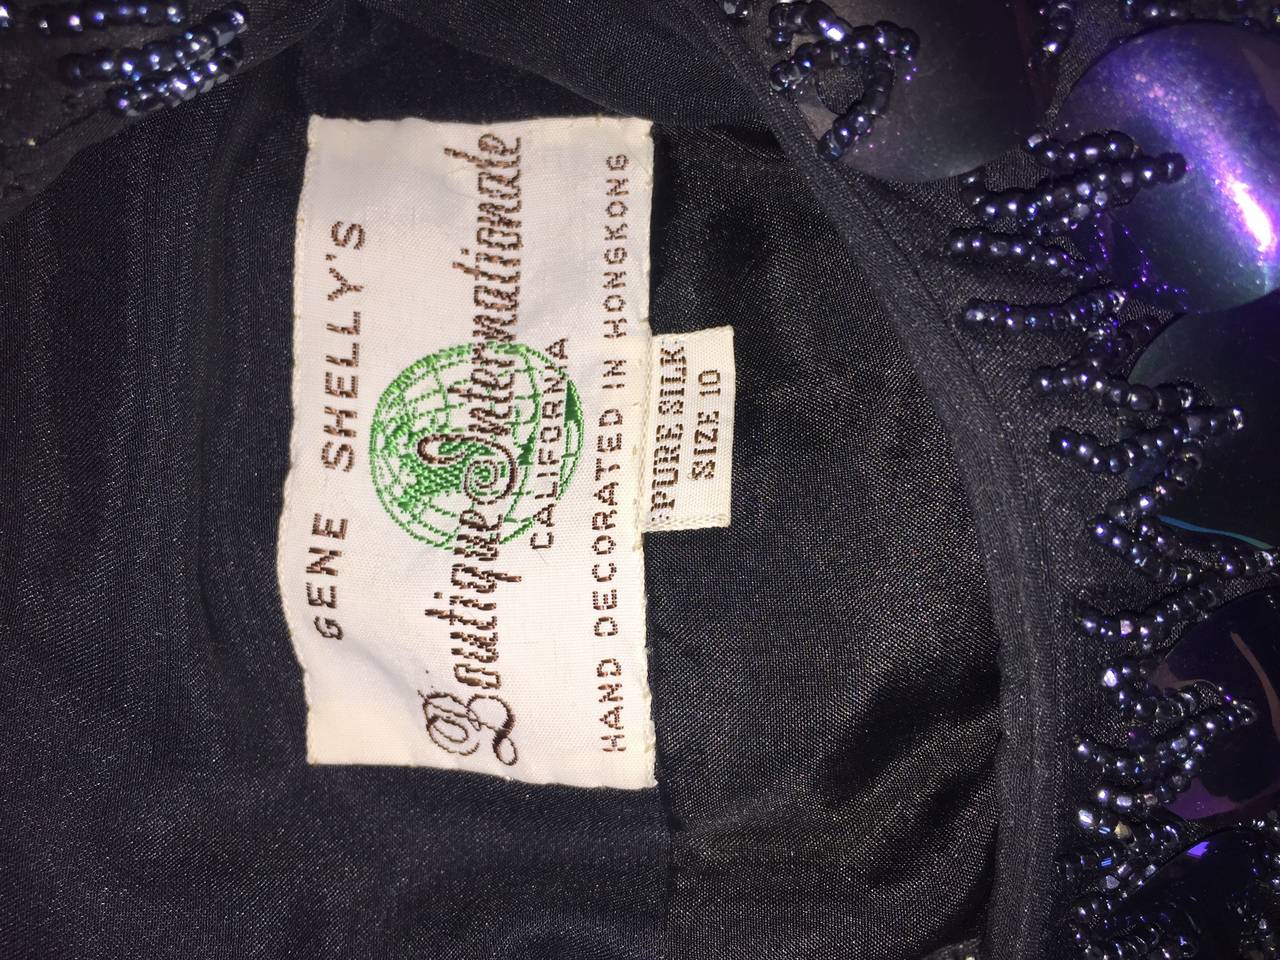 GENE SHELLY'S
Boutique Internationale
CALIFORNIA
HAND DECORATED IN HONGKONG
PURE SILK
SIZE 10